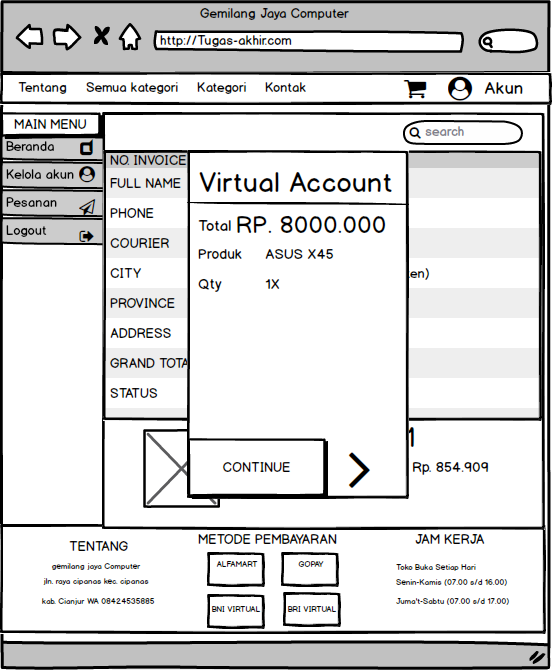 Gemilang Jaya Computer
http://Tugas-akhir.com
Tentang Semua kategori Kategori Kontak Akun
MAIN MENU
Beranda
Kelola akun
Pesanan
Logout
search
NO. INVOICE
FULL NAME
PHONE
COURIER
CITY
PROVINCE
ADDRESS
GRAND TOTA
STATUS
en)
Virtual Account
Total RP. 8000.000
Produk ASUS X45
Qty 1X
CONTINUE
Rp. 854.909
TENTANG
gemilang jaya Computer
jln. raya cipanas kec. cipanas
kab. Cianjur WA 08424535885
METODE PEMBAYARAN
ALFAMART GOPAY
BNI VIRTUAL BRI VIRTUAL
JAM KERJA
Toko Buka Setiap Hari
Senin-Kamis (07.00 s/d 16.00)
Juma't-Sabtu (07.00 s/d 17.00)